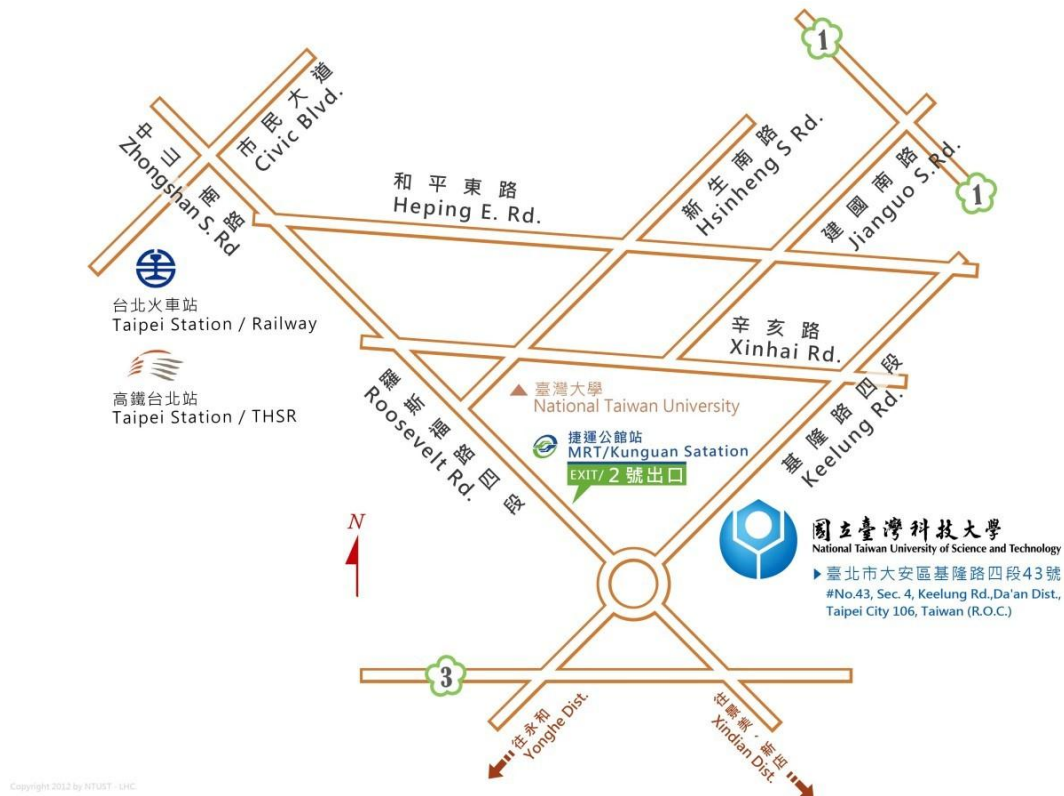 1
市民大道
Civic Blvd.
中山南路
Zhongshan S. Rd
和平東路
Heping E. Rd.
新生南路
Hsinheng S Rd.
建國南路
Jianguo S. Rd.
1
台北火車站
Taipei Station / Railway
高鐵台北站
Taipei Station / THSR
辛亥路
Xinhai Rd.
臺灣大學
National Taiwan University
羅斯福路四段
Roosevelt Rd.
捷運公館站
MRT/Kunguan Satation
EXIT/ 2 號出口
基隆路四段
Keelung Rd.
N
國立臺灣科技大學
National Taiwan University of Science and Technology
臺北市大安區基隆路四段43號
#No.43, Sec. 4, Keelung Rd.,Da'an Dist.,
Taipei City 106, Taiwan (R.O.C.)
3
往永和
Yonghe Dist.
往景美．新店
Xindian Dist.
Copyright 2012 by NTUST - LHC